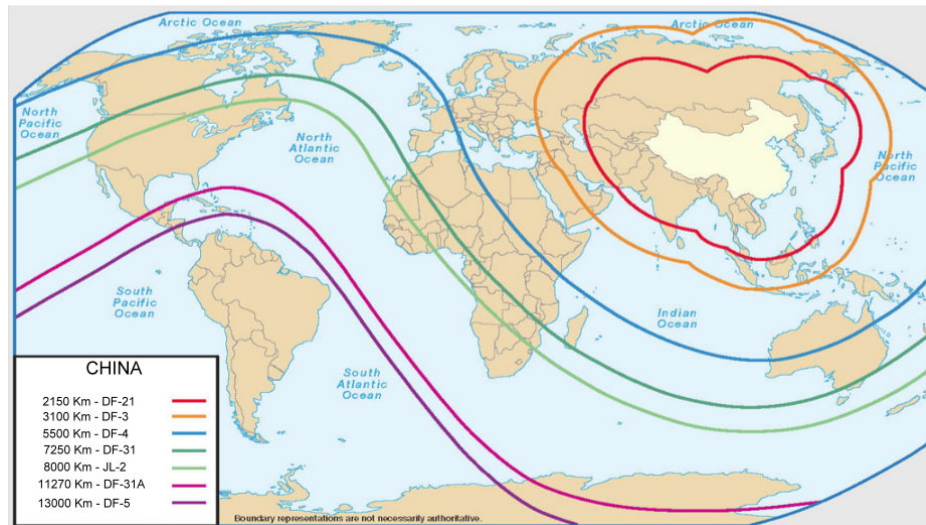 Arctic Ocean
Arctic Ocean
North
Pacific
Ocean
North
Atlantic
Ocean
North
Pacific
Ocean
South
Pacific
Ocean
Indian
Ocean
South
Atlantic
Ocean
CHINA
2150 Km - DF-21
3100 Km - DF-3
5500 Km - DF-4
7250 Km - DF-31
8000 Km - JL-2
11270 Km - DF-31A
13000 Km - DF-5
Boundary representations are not necessarily authoritative.